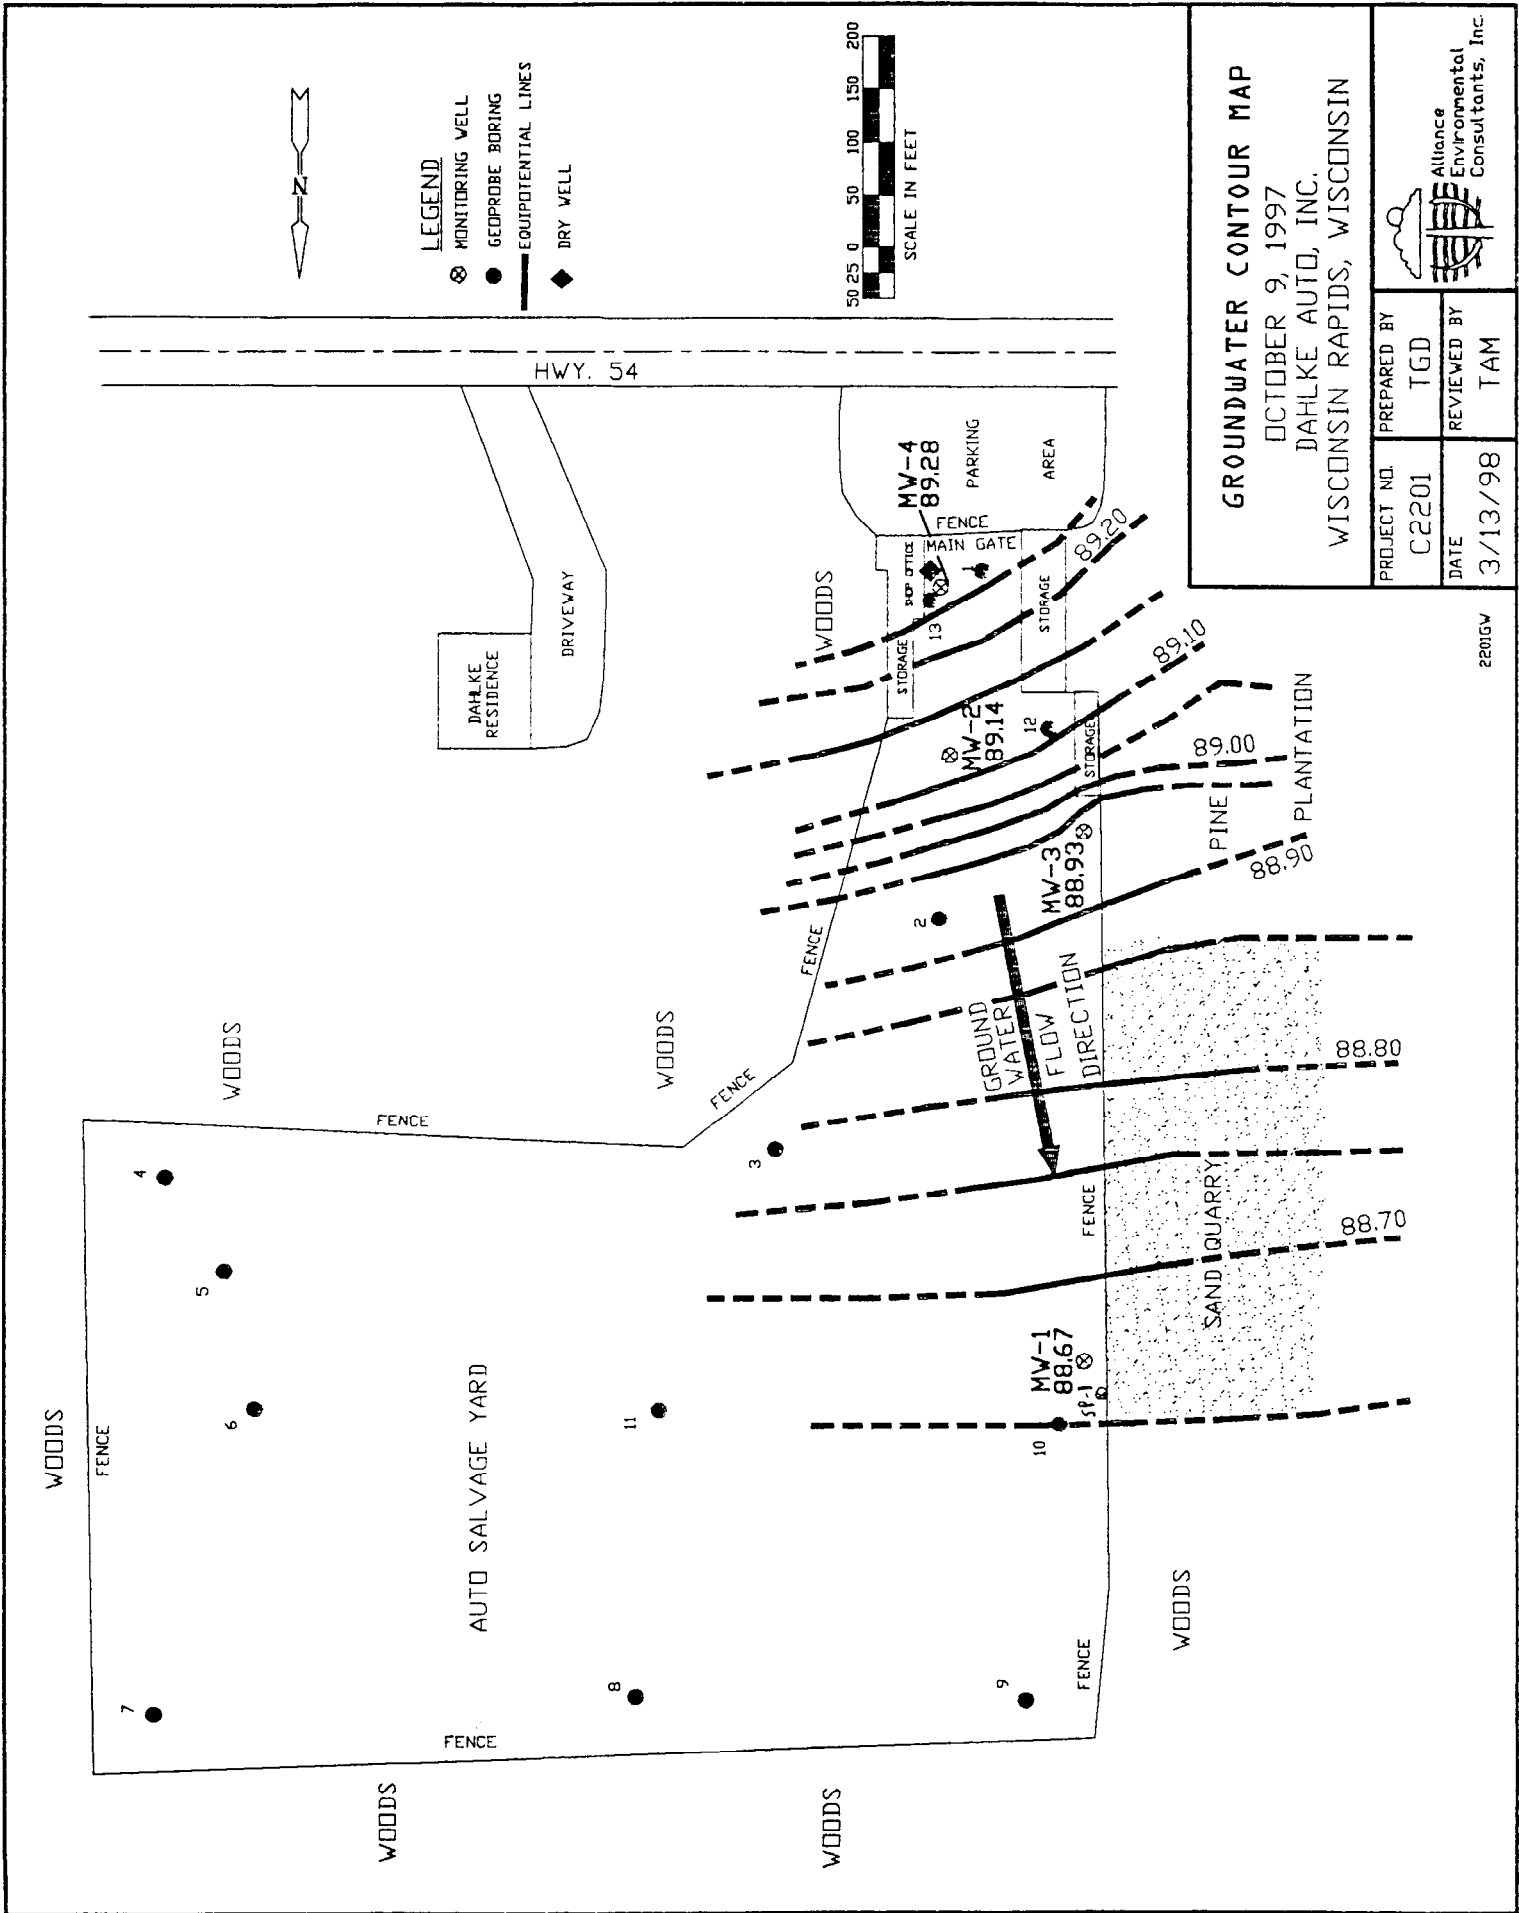 N
LEGEND
MONITORING WELL
GEOPROBE BORING
EQUIPOTENTIAL LINES
DRY WELL
50 25 0 50 100 150 200
SCALE IN FEET
HWY. 54
DAHLKE
RESIDENCE
DRIVEWAY
WOODS
MW-4
89.28
PARKING
AREA
FENCE
MAIN GATE
SHOP OFFICE
STORAGE
STORAGE
STORAGE
1
13
12
89.20
89.10
89.00
88.90
88.80
88.70
MW-2
89.14
MW-3
88.93
PINE
PLANTATION
2
FENCE
GROUND
WATER
FLOW
DIRECTION
WOODS
WOODS
FENCE
FENCE
3
4
5
6
7
8
9
10
11
FENCE
SAND QUARRY
MW-1
88.67
SP-1
AUTO SALVAGE YARD
WOODS
FENCE
FENCE
FENCE
WOODS
WOODS
WOODS
2201GW
GROUNDWATER CONTOUR MAP
OCTOBER 9, 1997
DAHLKE AUTO, INC.
WISCONSIN RAPIDS, WISCONSIN
PROJECT NO.
C2201
PREPARED BY
TGD
DATE
3/13/98
REVIEWED BY
TAM
Alliance
Environmental
Consultants, Inc.